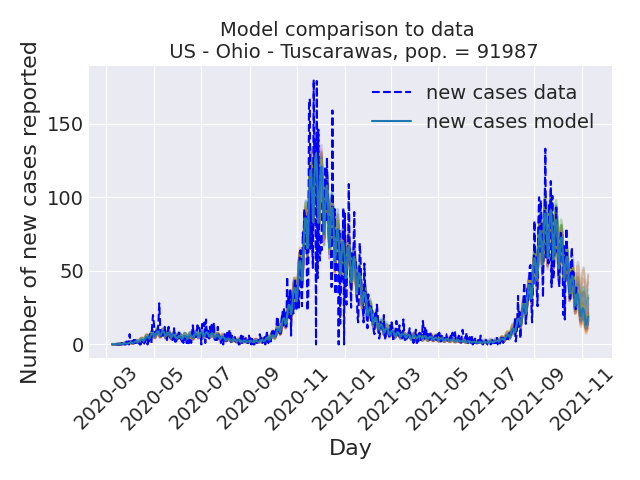 Model comparison to data
US - Ohio - Tuscarawas, pop. = 91987
new cases data
new cases model
Number of new cases reported
150
100
50
0
2020-03
2020-05
2020-07
2020-09
2020-11
2021-01
2021-03
2021-05
2021-07
2021-09
2021-11
Day